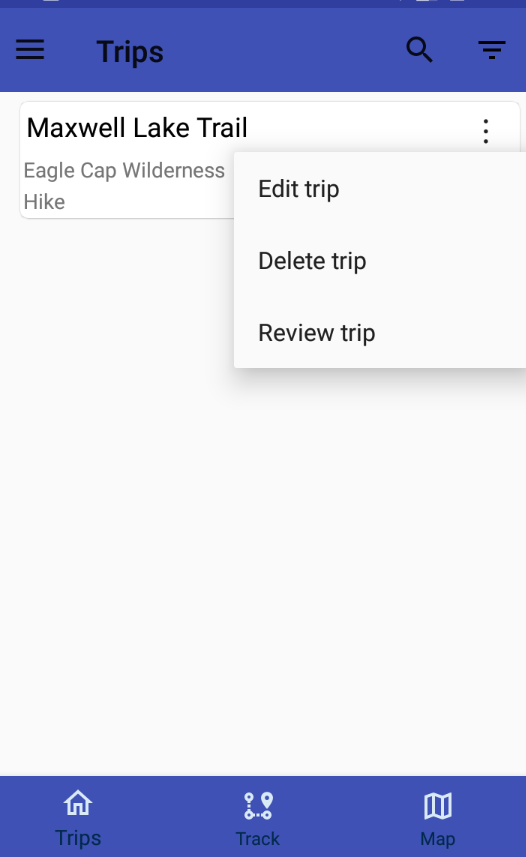 Trips
Maxwell Lake Trail
Eagle Cap Wilderness
Hike
Edit trip
Delete trip
Review trip
Trips
Track
Map